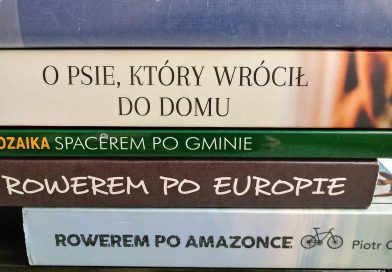 O PSIE, KTÓRY WRÓCIŁ
DO DOMU
OZAIKA SPACEREM PO GMINIE
ROWEREM PO EUROPIE
ROWEREM PO AMAZONCE Piotr